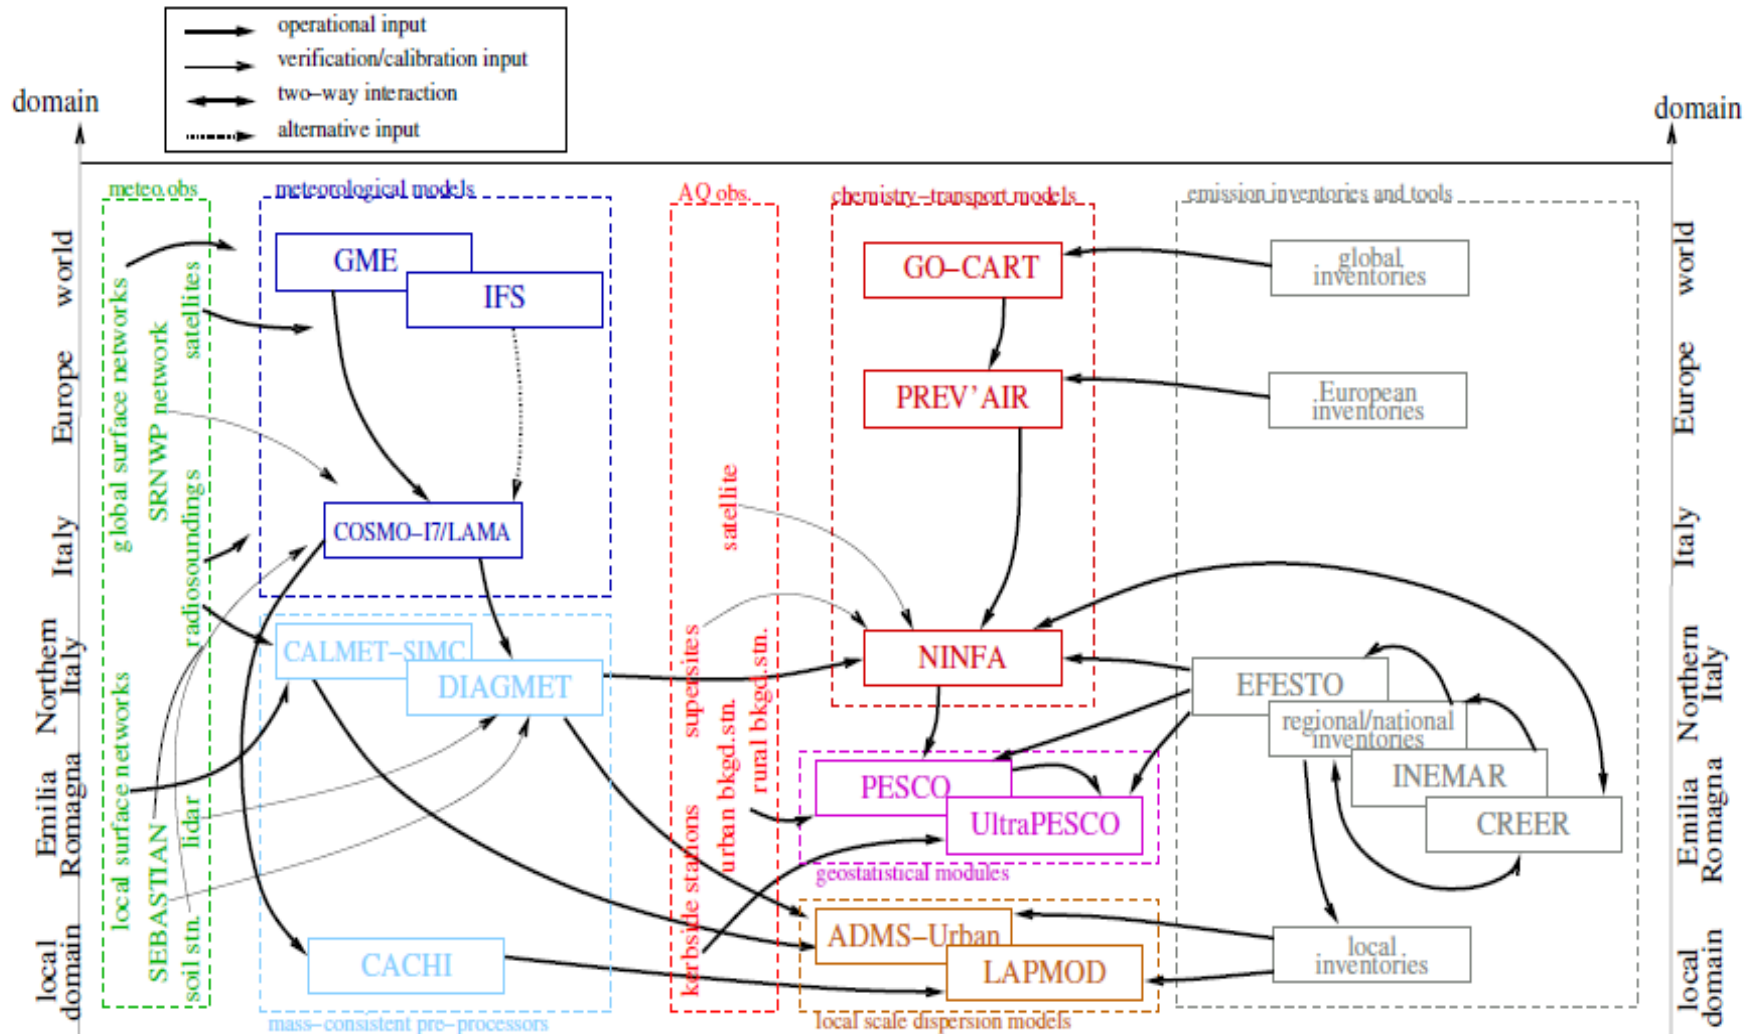 operational input
verification/calibration input
two-way interaction
alternative input
domain
domain
meteo.obs
meteorological models
AQ obs.
chemistry-transport models
emission inventories and tools
world
Europe
Italy
Northern
Italy
Emilia
Romagna
local
domain
global surface networks
SRNWP network
satellites
radiosoundings
local surface networks
SEBASTIAN
lidar
soil stn.
GME
IFS
COSMO-I7/LAMA
CALMET-SIMC
DIAGMET
CACHI
mass-consistent pre-processors
satellite
supersites
rural bkgd.stn.
urban bkgd.stn.
kerbside stations
GO-CART
PREV'AIR
NINFA
PESCO
UltraPESCO
geostatistical modules
ADMS-Urban
LAPMOD
local scale dispersion models
global
inventories
European
inventories
EFESTO
regional/national
inventories
INEMAR
CREER
local
inventories
world
Europe
Italy
Northern
Italy
Emilia
Romagna
local
domain